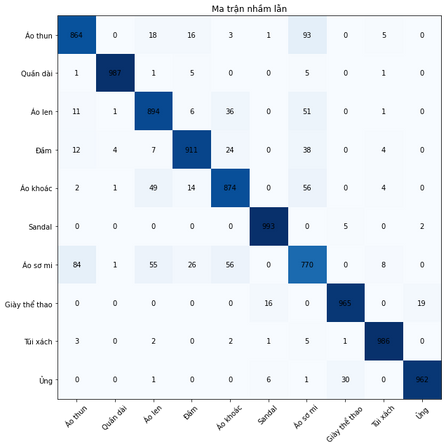 Ma trận nhầm lẫn
Áo thun 864 0 18 16 3 1 93 0 5 0
Quần dài 1 987 1 5 0 0 5 0 1 0
Áo len 11 1 894 6 36 0 51 0 1 0
Đầm 12 4 7 911 24 0 38 0 4 0
Áo khoác 2 1 49 14 874 0 56 0 4 0
Sandal 0 0 0 0 0 993 0 5 0 2
Áo sơ mi 84 1 55 26 56 0 770 0 8 0
Giày thể thao 0 0 0 0 0 16 0 965 0 19
Túi xách 3 0 2 0 2 1 5 1 986 0
Ủng 0 0 1 0 0 6 1 30 0 962
Áo thun Quần dài Áo len Đầm Áo khoác Sandal Áo sơ mi Giày thể thao Túi xách Ủng